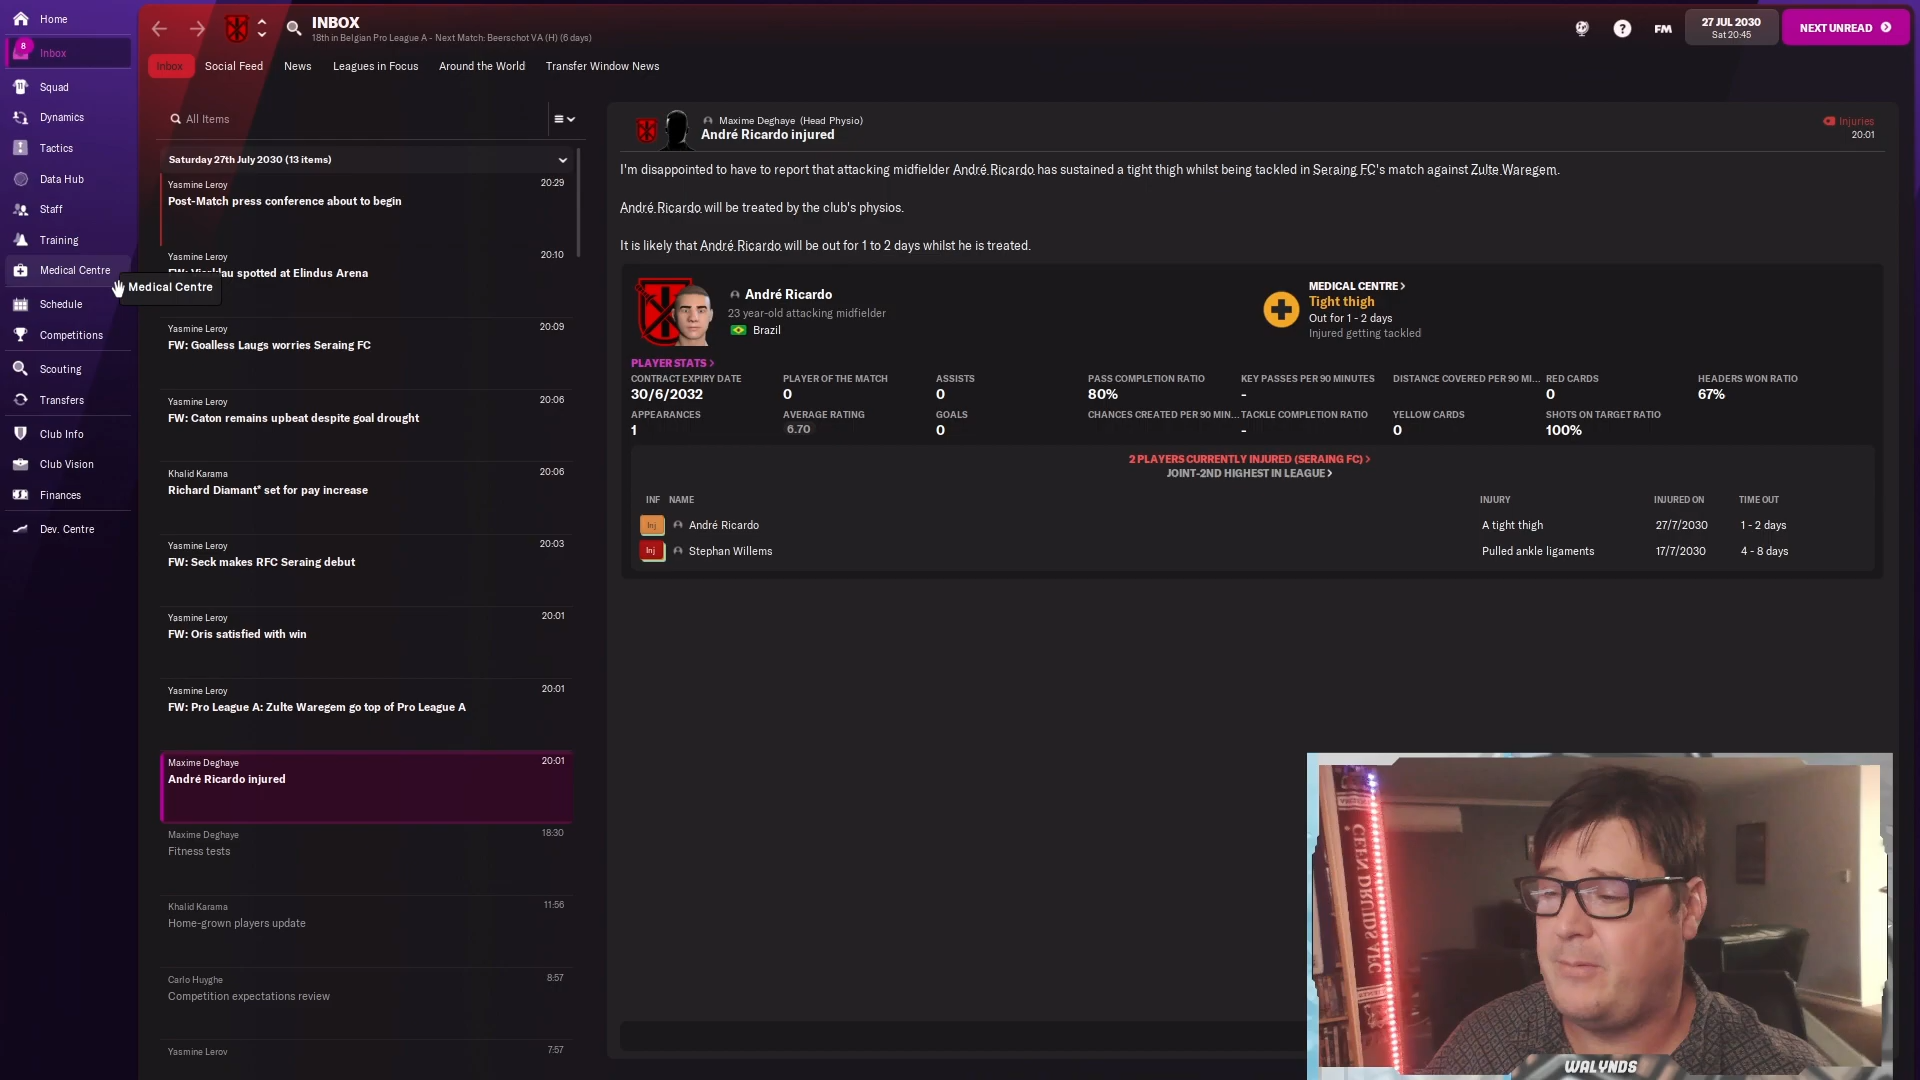 Home
8
Inbox
Squad
Dynamics
Tactics
Data Hub
Staff
Training
Medical Centre
Medical Centre
Schedule
Competitions
Scouting
Transfers
Club Info
Club Vision
Finances
Dev. Centre
INBOX
18th in Belgian Pro League A - Next Match: Beerschot VA (H) (6 days)
?
FM
27 JUL 2030
Sat 20:45
NEXT UNREAD
Inbox
Social Feed
News
Leagues in Focus
Around the World
Transfer Window News
All Items
Saturday 27th July 2030 (13 items)
Yasmine Leroy 20:29
Post-Match press conference about to begin
Yasmine Leroy 20:10
spotted at Elindus Arena
Khalid Karama
Yasmine Leroy 20:09
FW: Goalless Laugs worries Seraing FC
Yasmine Leroy 20:06
FW: Caton remains upbeat despite goal drought
Khalid Karama 20:06
Richard Diamant* set for pay increase
Yasmine Leroy 20:03
FW: Seck makes RFC Seraing debut
Yasmine Leroy 20:01
FW: Oris satisfied with win
Yasmine Leroy 20:01
FW: Pro League A: Zulte Waregem go top of Pro League A
Maxime Deghaye 20:01
André Ricardo injured
Maxime Deghaye 18:30
Fitness tests
Khalid Karama 11:56
Home-grown players update
Carlo Huyghe 8:57
Competition expectations review
Yasmine Leroy 7:57
Maxime Deghaye (Head Physio)
André Ricardo injured
Injuries
20:01
I'm disappointed to have to report that attacking midfielder André Ricardo has sustained a tight thigh whilst being tackled in Seraing FC's match against Zulte Waregem.
André Ricardo will be treated by the club's physios.
It is likely that André Ricardo will be out for 1 to 2 days whilst he is treated.
André Ricardo
23 year-old attacking midfielder
Brazil
MEDICAL CENTRE >
Tight thigh
Out for 1 - 2 days
Injured getting tackled
PLAYER STATS >
CONTRACT EXPIRY DATE PLAYER OF THE MATCH ASSISTS PASS COMPLETION RATIO KEY PASSES PER 90 MINUTES DISTANCE COVERED PER 90 MI... RED CARDS HEADERS WON RATIO
30/6/2032 0 0 80% - 0 67%
APPEARANCES AVERAGE RATING GOALS CHANCES CREATED PER 90 MIN... TACKLE COMPLETION RATIO YELLOW CARDS SHOTS ON TARGET RATIO
1 6.70 0 - 0 100%
2 PLAYERS CURRENTLY INJURED (SERAING FC) >
JOINT-2ND HIGHEST IN LEAGUE >
INF NAME INJURY INJURED ON TIME OUT
Inj André Ricardo A tight thigh 27/7/2030 1 - 2 days
Inj Stephan Willems Pulled ankle ligaments 17/7/2030 4 - 8 days
CEFN DRUIDS AFC
WALYNDS